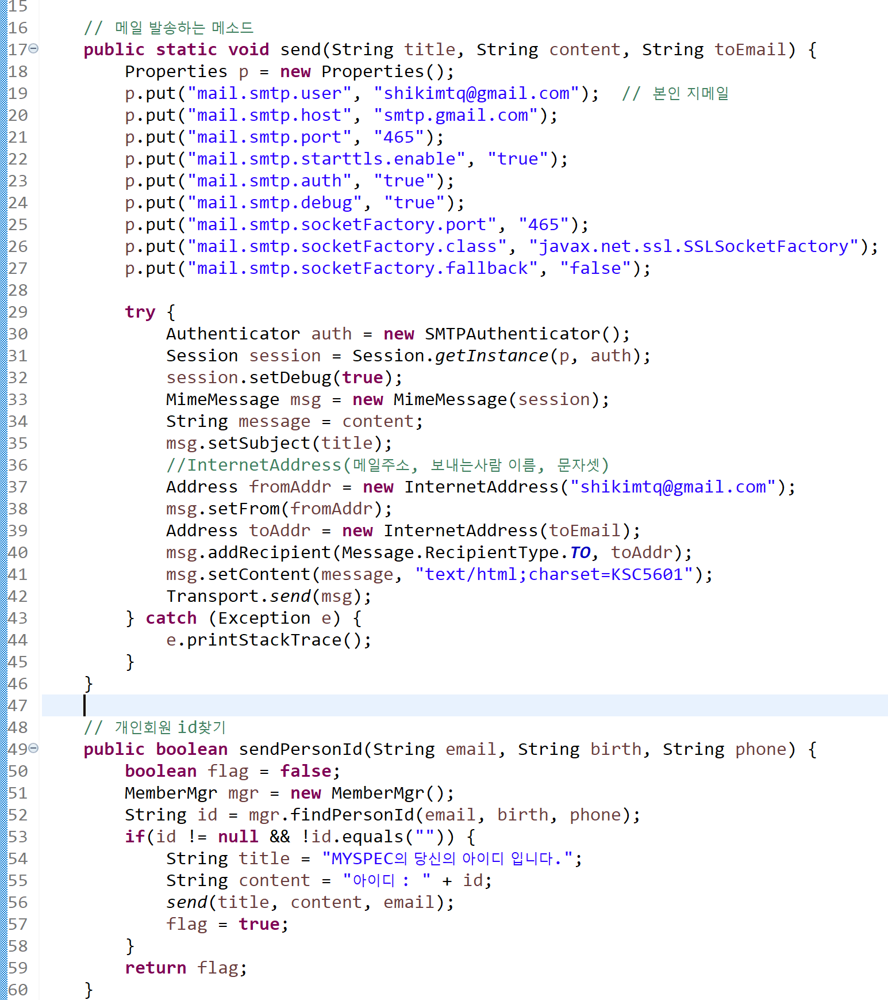 15
16 // 메일 발송하는 메소드
17 public static void send(String title, String content, String toEmail) {
18 Properties p = new Properties();
19 p.put("mail.smtp.user", "shikimtq@gmail.com"); // 본인 지메일
20 p.put("mail.smtp.host", "smtp.gmail.com");
21 p.put("mail.smtp.port", "465");
22 p.put("mail.smtp.starttls.enable", "true");
23 p.put("mail.smtp.auth", "true");
24 p.put("mail.smtp.debug", "true");
25 p.put("mail.smtp.socketFactory.port", "465");
26 p.put("mail.smtp.socketFactory.class", "javax.net.ssl.SSLSocketFactory");
27 p.put("mail.smtp.socketFactory.fallback", "false");
28
29 try {
30 Authenticator auth = new SMTPAuthenticator();
31 Session session = Session.getInstance(p, auth);
32 session.setDebug(true);
33 MimeMessage msg = new MimeMessage(session);
34 String message = content;
35 msg.setSubject(title);
36 //InternetAddress(메일주소, 보내는사람 이름, 문자셋)
37 Address fromAddr = new InternetAddress("shikimtq@gmail.com");
38 msg.setFrom(fromAddr);
39 Address toAddr = new InternetAddress(toEmail);
40 msg.addRecipient(Message.RecipientType.TO, toAddr);
41 msg.setContent(message, "text/html;charset=KSC5601");
42 Transport.send(msg);
43 } catch (Exception e) {
44 e.printStackTrace();
45 }
46 }
47
48 // 개인회원 id찾기
49 public boolean sendPersonId(String email, String birth, String phone) {
50 boolean flag = false;
51 MemberMgr mgr = new MemberMgr();
52 String id = mgr.findPersonId(email, birth, phone);
53 if(id != null && !id.equals("")) {
54 String title = "MYSPEC의 당신의 아이디 입니다.";
55 String content = "아이디 : " + id;
56 send(title, content, email);
57 flag = true;
58 }
59 return flag;
60 }